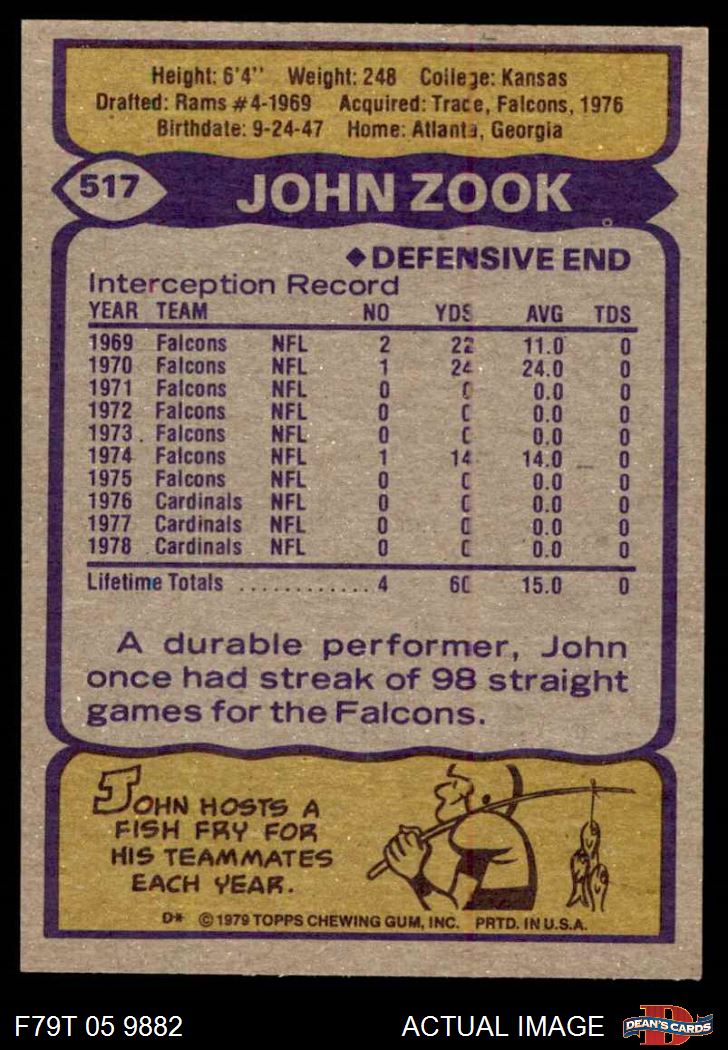 Height: 6'4" Weight: 248 College: Kansas
Drafted: Rams #4-1969 Acquired: Trace, Falcons, 1976
Birthdate: 9-24-47 Home: Atlanta, Georgia
517 JOHN ZOOK
◆DEFENSIVE END
Interception Record
YEAR TEAM NO YDS AVG TDS
1969 Falcons NFL 2 22 11.0 0
1970 Falcons NFL 1 24 24.0 0
1971 Falcons NFL 0 0 0.0 0
1972 Falcons NFL 0 0 0.0 0
1973 Falcons NFL 0 0 0.0 0
1974 Falcons NFL 1 14 14.0 0
1975 Falcons NFL 0 0 0.0 0
1976 Cardinals NFL 0 0 0.0 0
1977 Cardinals NFL 0 0 0.0 0
1978 Cardinals NFL 0 0 0.0 0
Lifetime Totals ............ 4 60 15.0 0
A durable performer, John
once had streak of 98 straight
games for the Falcons.
JOHN HOSTS A
FISH FRY FOR
HIS TEAMMATES
EACH YEAR.
D* © 1979 TOPPS CHEWING GUM, INC. PRTD. IN U.S.A.
F79T 05 9882 ACTUAL IMAGE DEAN'S CARDS